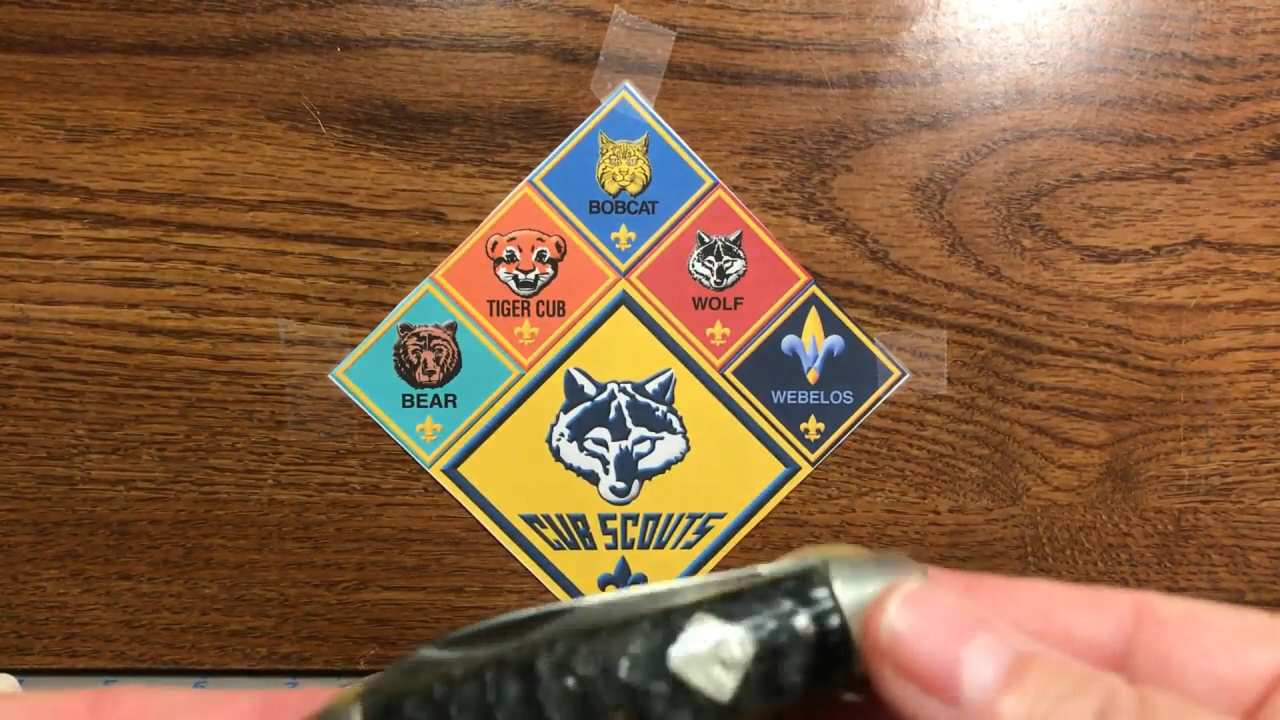 BOBCAT
TIGER CUB
WOLF
BEAR
WEBELOS
CUB SCOUTS